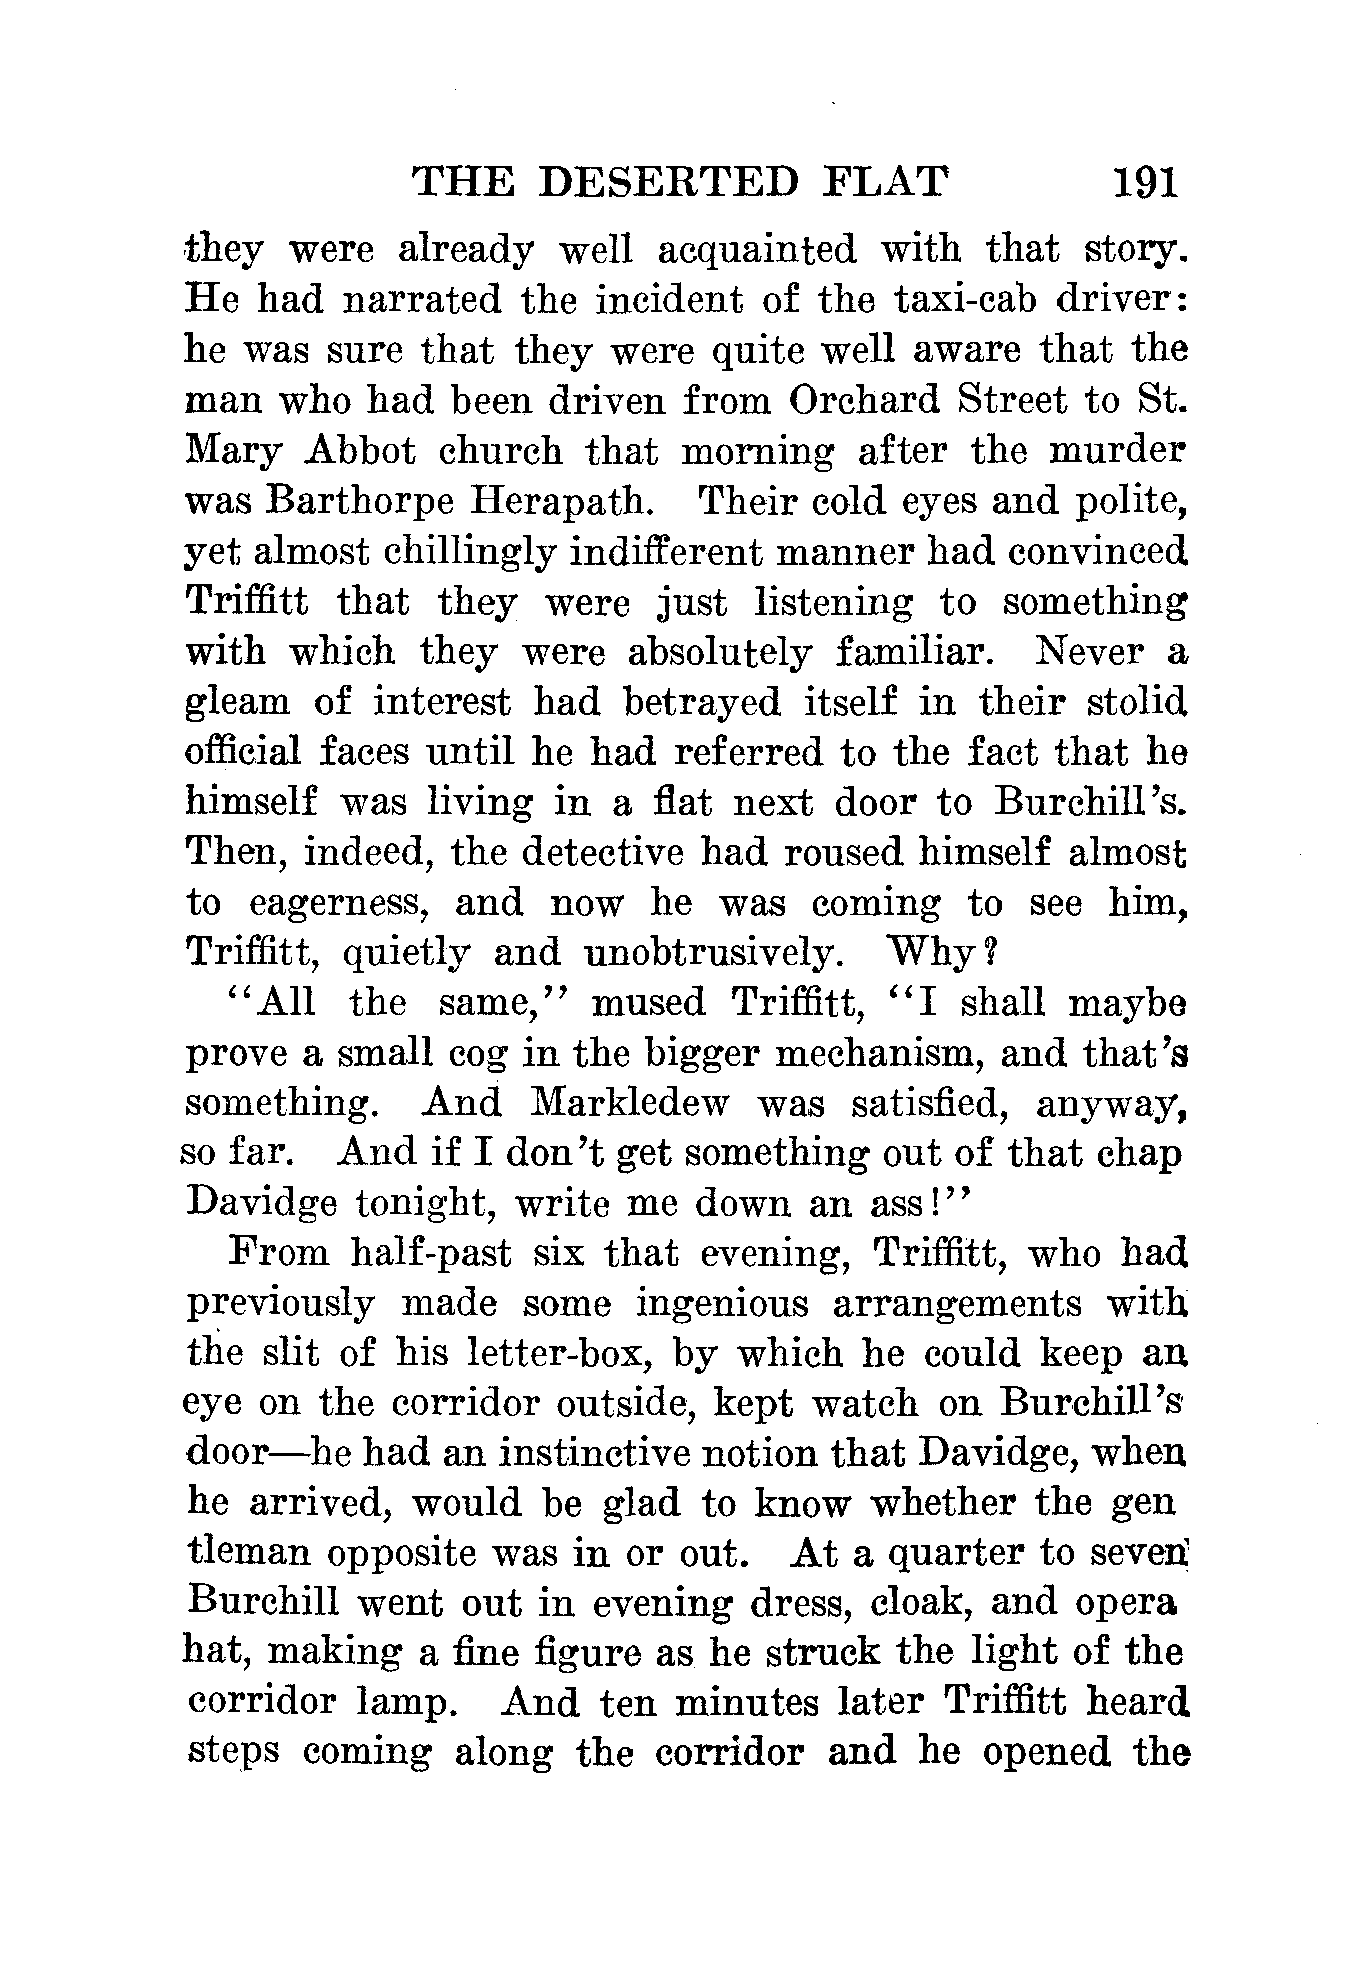 THE DESERTED FLAT 191
they were already well acquainted with that story.
He had narrated the incident of the taxi-cab driver:
he was sure that they were quite well aware that the
man who had been driven from Orchard Street to St.
Mary Abbot church that morning after the murder
was Barthorpe Herapath. Their cold eyes and polite,
yet almost chillingly indifferent manner had convinced
Triffitt that they were just listening to something
with which they were absolutely familiar. Never a
gleam of interest had betrayed itself in their stolid
official faces until he had referred to the fact that he
himself was living in a flat next door to Burchill's.
Then, indeed, the detective had roused himself almost
to eagerness, and now he was coming to see him,
Triffitt, quietly and unobtrusively. Why?
"All the same," mused Triffitt, "I shall maybe
prove a small cog in the bigger mechanism, and that's
something. And Markledew was satisfied, anyway,
so far. And if I don't get something out of that chap
Davidge tonight, write me down an ass!"
From half-past six that evening, Triffitt, who had
previously made some ingenious arrangements with
the slit of his letter-box, by which he could keep an
eye on the corridor outside, kept watch on Burchill's
door—he had an instinctive notion that Davidge, when
he arrived, would be glad to know whether the gen
tleman opposite was in or out. At a quarter to seven
Burchill went out in evening dress, cloak, and opera
hat, making a fine figure as he struck the light of the
corridor lamp. And ten minutes later Triffitt heard
steps coming along the corridor and he opened the